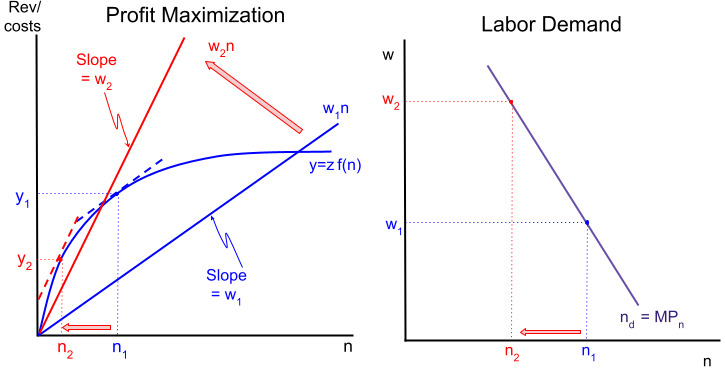 Rev/
costs
Profit Maximization
w₂n
Slope
= w₂
w₁n
y=z f(n)
y₁
y₂
Slope
= w₁
n₂
n₁
n
Labor Demand
w
w₂
w₁
n_d = MPₙ
n₂
n₁
n